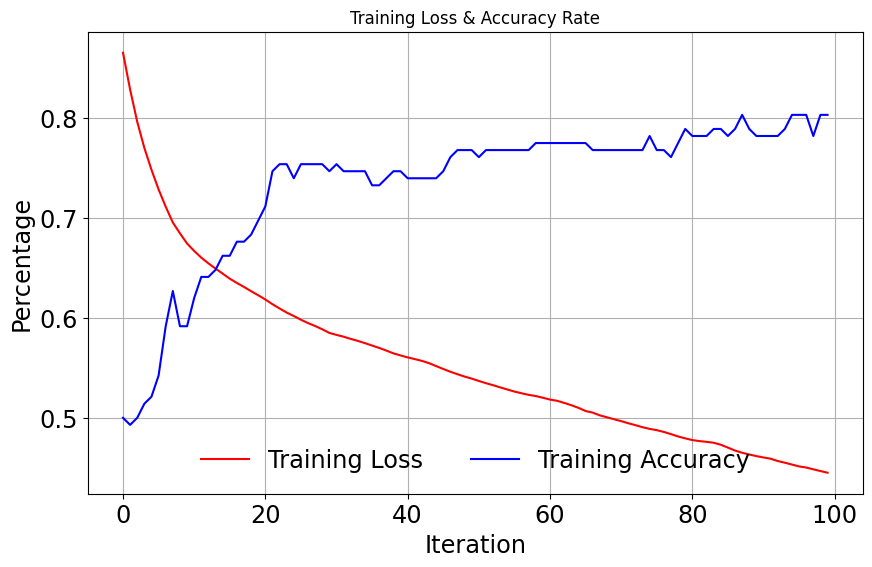 Training Loss & Accuracy Rate
Percentage
0.8
0.7
0.6
0.5
Training Loss Training Accuracy
0 20 40 60 80 100
Iteration